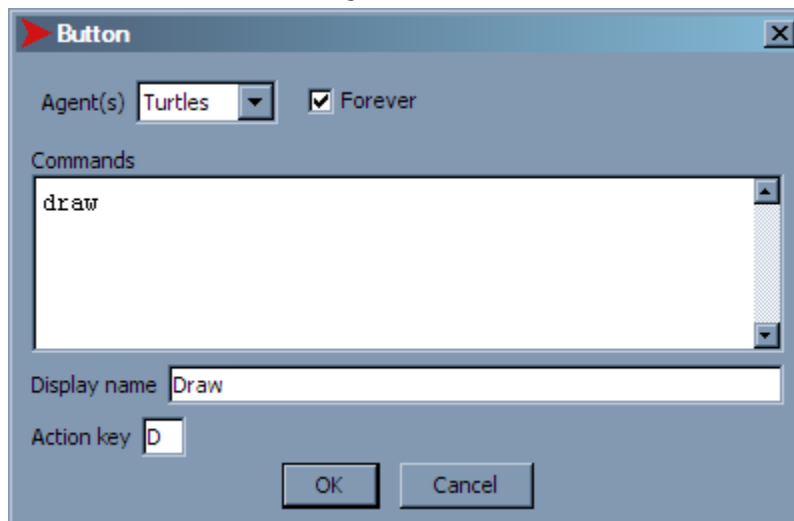 Button
Agent(s) Turtles Forever
Commands
draw
Display name Draw
Action key D
OK Cancel